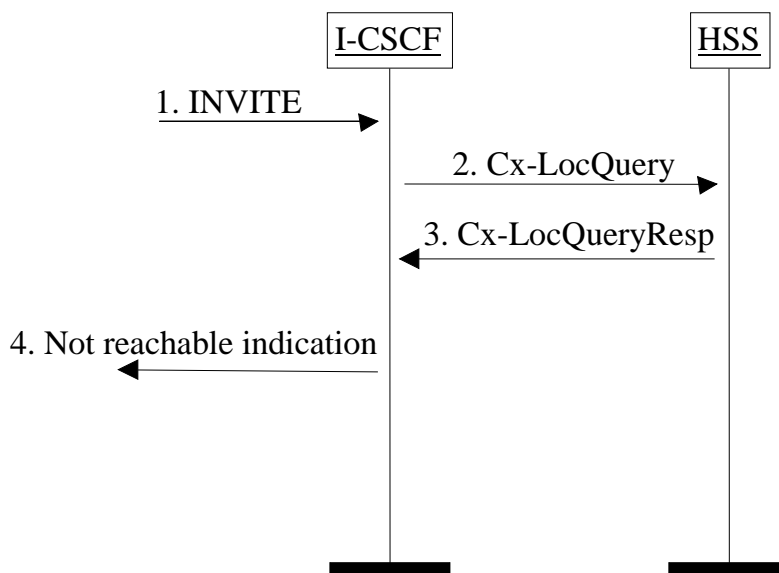 I-CSCF
HSS
1. INVITE
2. Cx-LocQuery
3. Cx-LocQueryResp
4. Not reachable indication